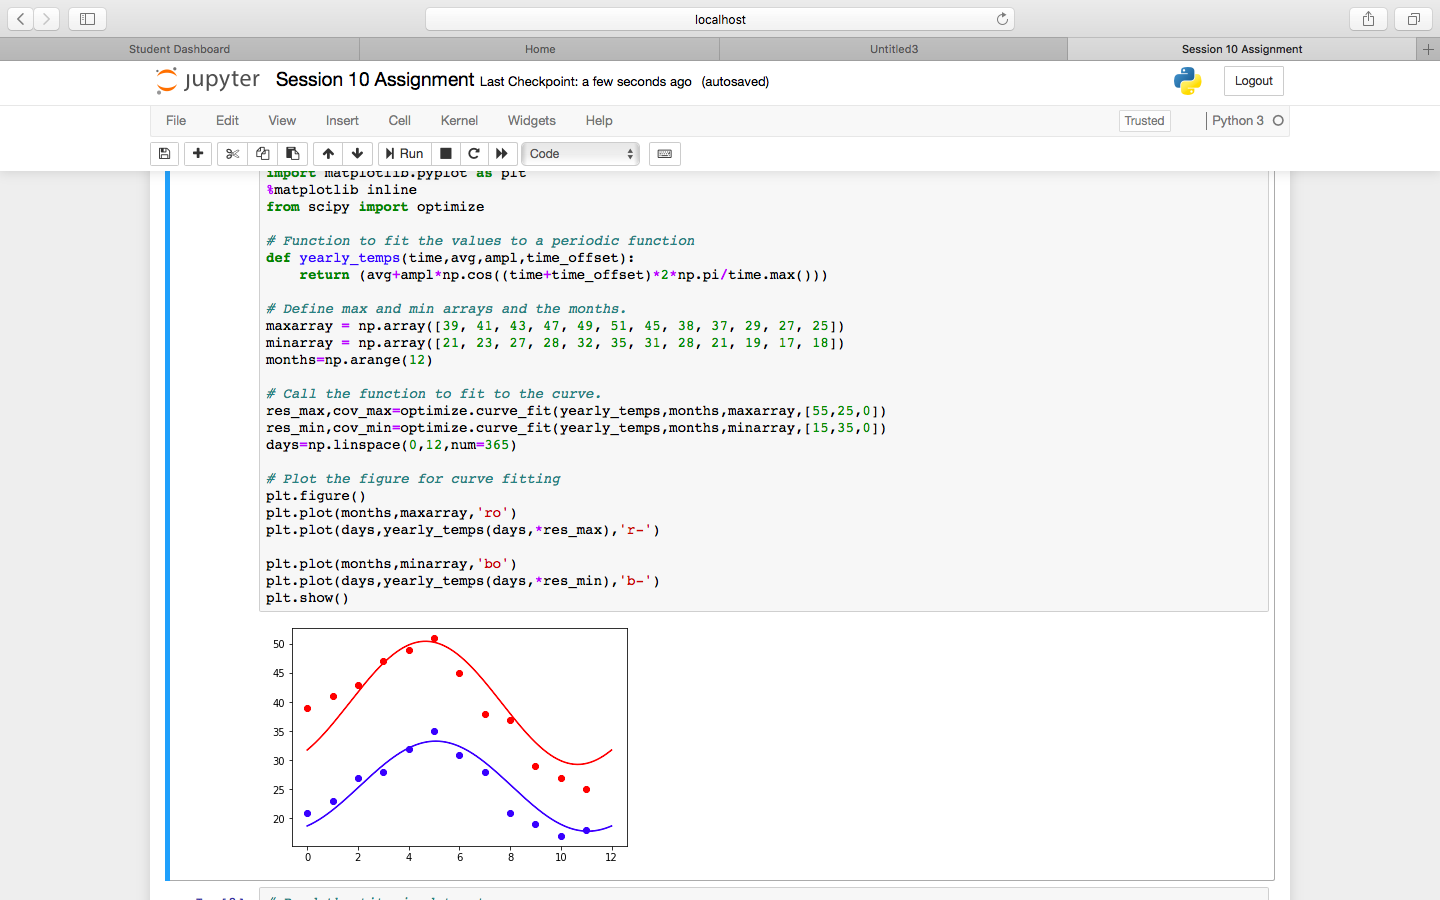 localhost
Student Dashboard
Home
Untitled3
Session 10 Assignment
+
jupyter Session 10 Assignment Last Checkpoint: a few seconds ago (autosaved)
Logout
File Edit View Insert Cell Kernel Widgets Help
Trusted
Python 3
Run
Code
import matplotlib.pyplot as plt
%matplotlib inline
from scipy import optimize
# Function to fit the values to a periodic function
def yearly_temps(time,avg,ampl,time_offset):
    return (avg+ampl*np.cos((time+time_offset)*2*np.pi/time.max()))
# Define max and min arrays and the months.
maxarray = np.array([39, 41, 43, 47, 49, 51, 45, 38, 37, 29, 27, 25])
minarray = np.array([21, 23, 27, 28, 32, 35, 31, 28, 21, 19, 17, 18])
months=np.arange(12)
# Call the function to fit to the curve.
res_max,cov_max=optimize.curve_fit(yearly_temps,months,maxarray,[55,25,0])
res_min,cov_min=optimize.curve_fit(yearly_temps,months,minarray,[15,35,0])
days=np.linspace(0,12,num=365)
# Plot the figure for curve fitting
plt.figure()
plt.plot(months,maxarray,'ro')
plt.plot(days,yearly_temps(days,*res_max),'r-')
plt.plot(months,minarray,'bo')
plt.plot(days,yearly_temps(days,*res_min),'b-')
plt.show()
50
45
40
35
30
25
20
0 2 4 6 8 10 12